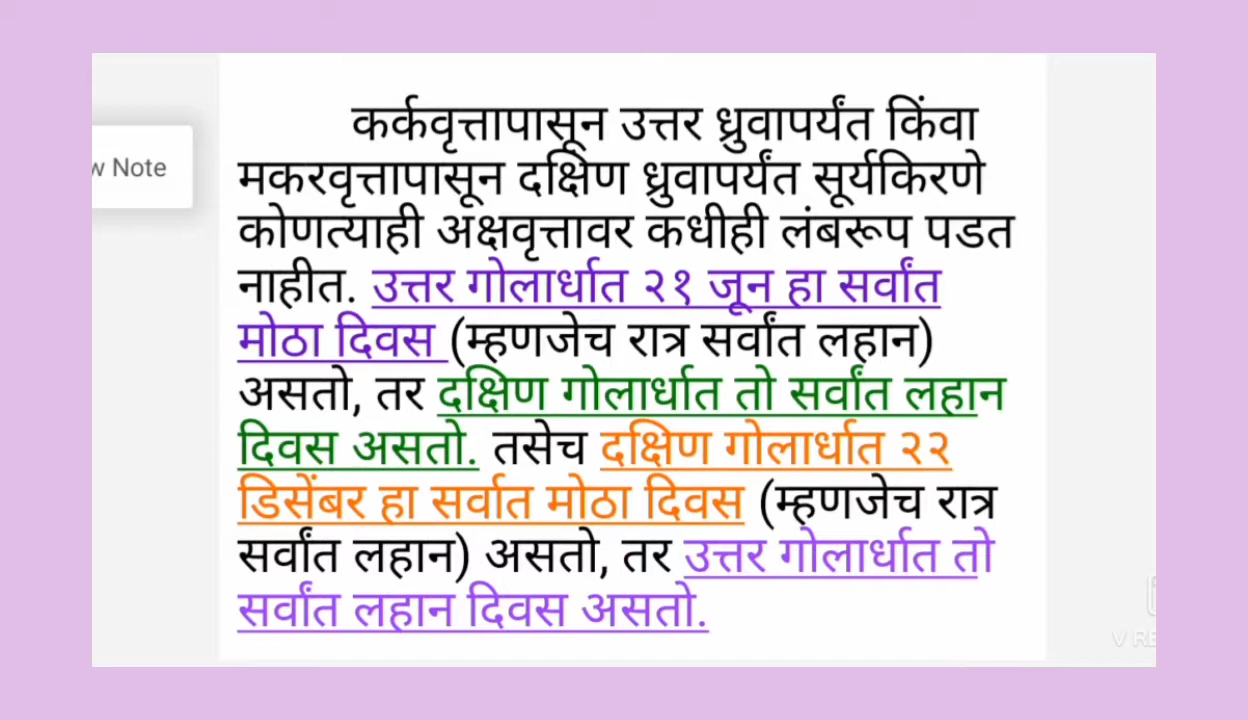 कर्कवृत्तापासून उत्तर ध्रुवापर्यंत किंवा
w Note
मकरवृत्तापासून दक्षिण ध्रुवापर्यंत सूर्यकिरणे
कोणत्याही अक्षवृत्तावर कधीही लंबरूप पडत
नाहीत. उत्तर गोलार्धात २१ जून हा सर्वांत
मोठा दिवस (म्हणजेच रात्र सर्वांत लहान)
असतो, तर दक्षिण गोलार्धात तो सर्वांत लहान
दिवस असतो. तसेच दक्षिण गोलार्धात २२
डिसेंबर हा सर्वात मोठा दिवस (म्हणजेच रात्र
सर्वांत लहान) असतो, तर उत्तर गोलार्धात तो
सर्वांत लहान दिवस असतो.
V RE